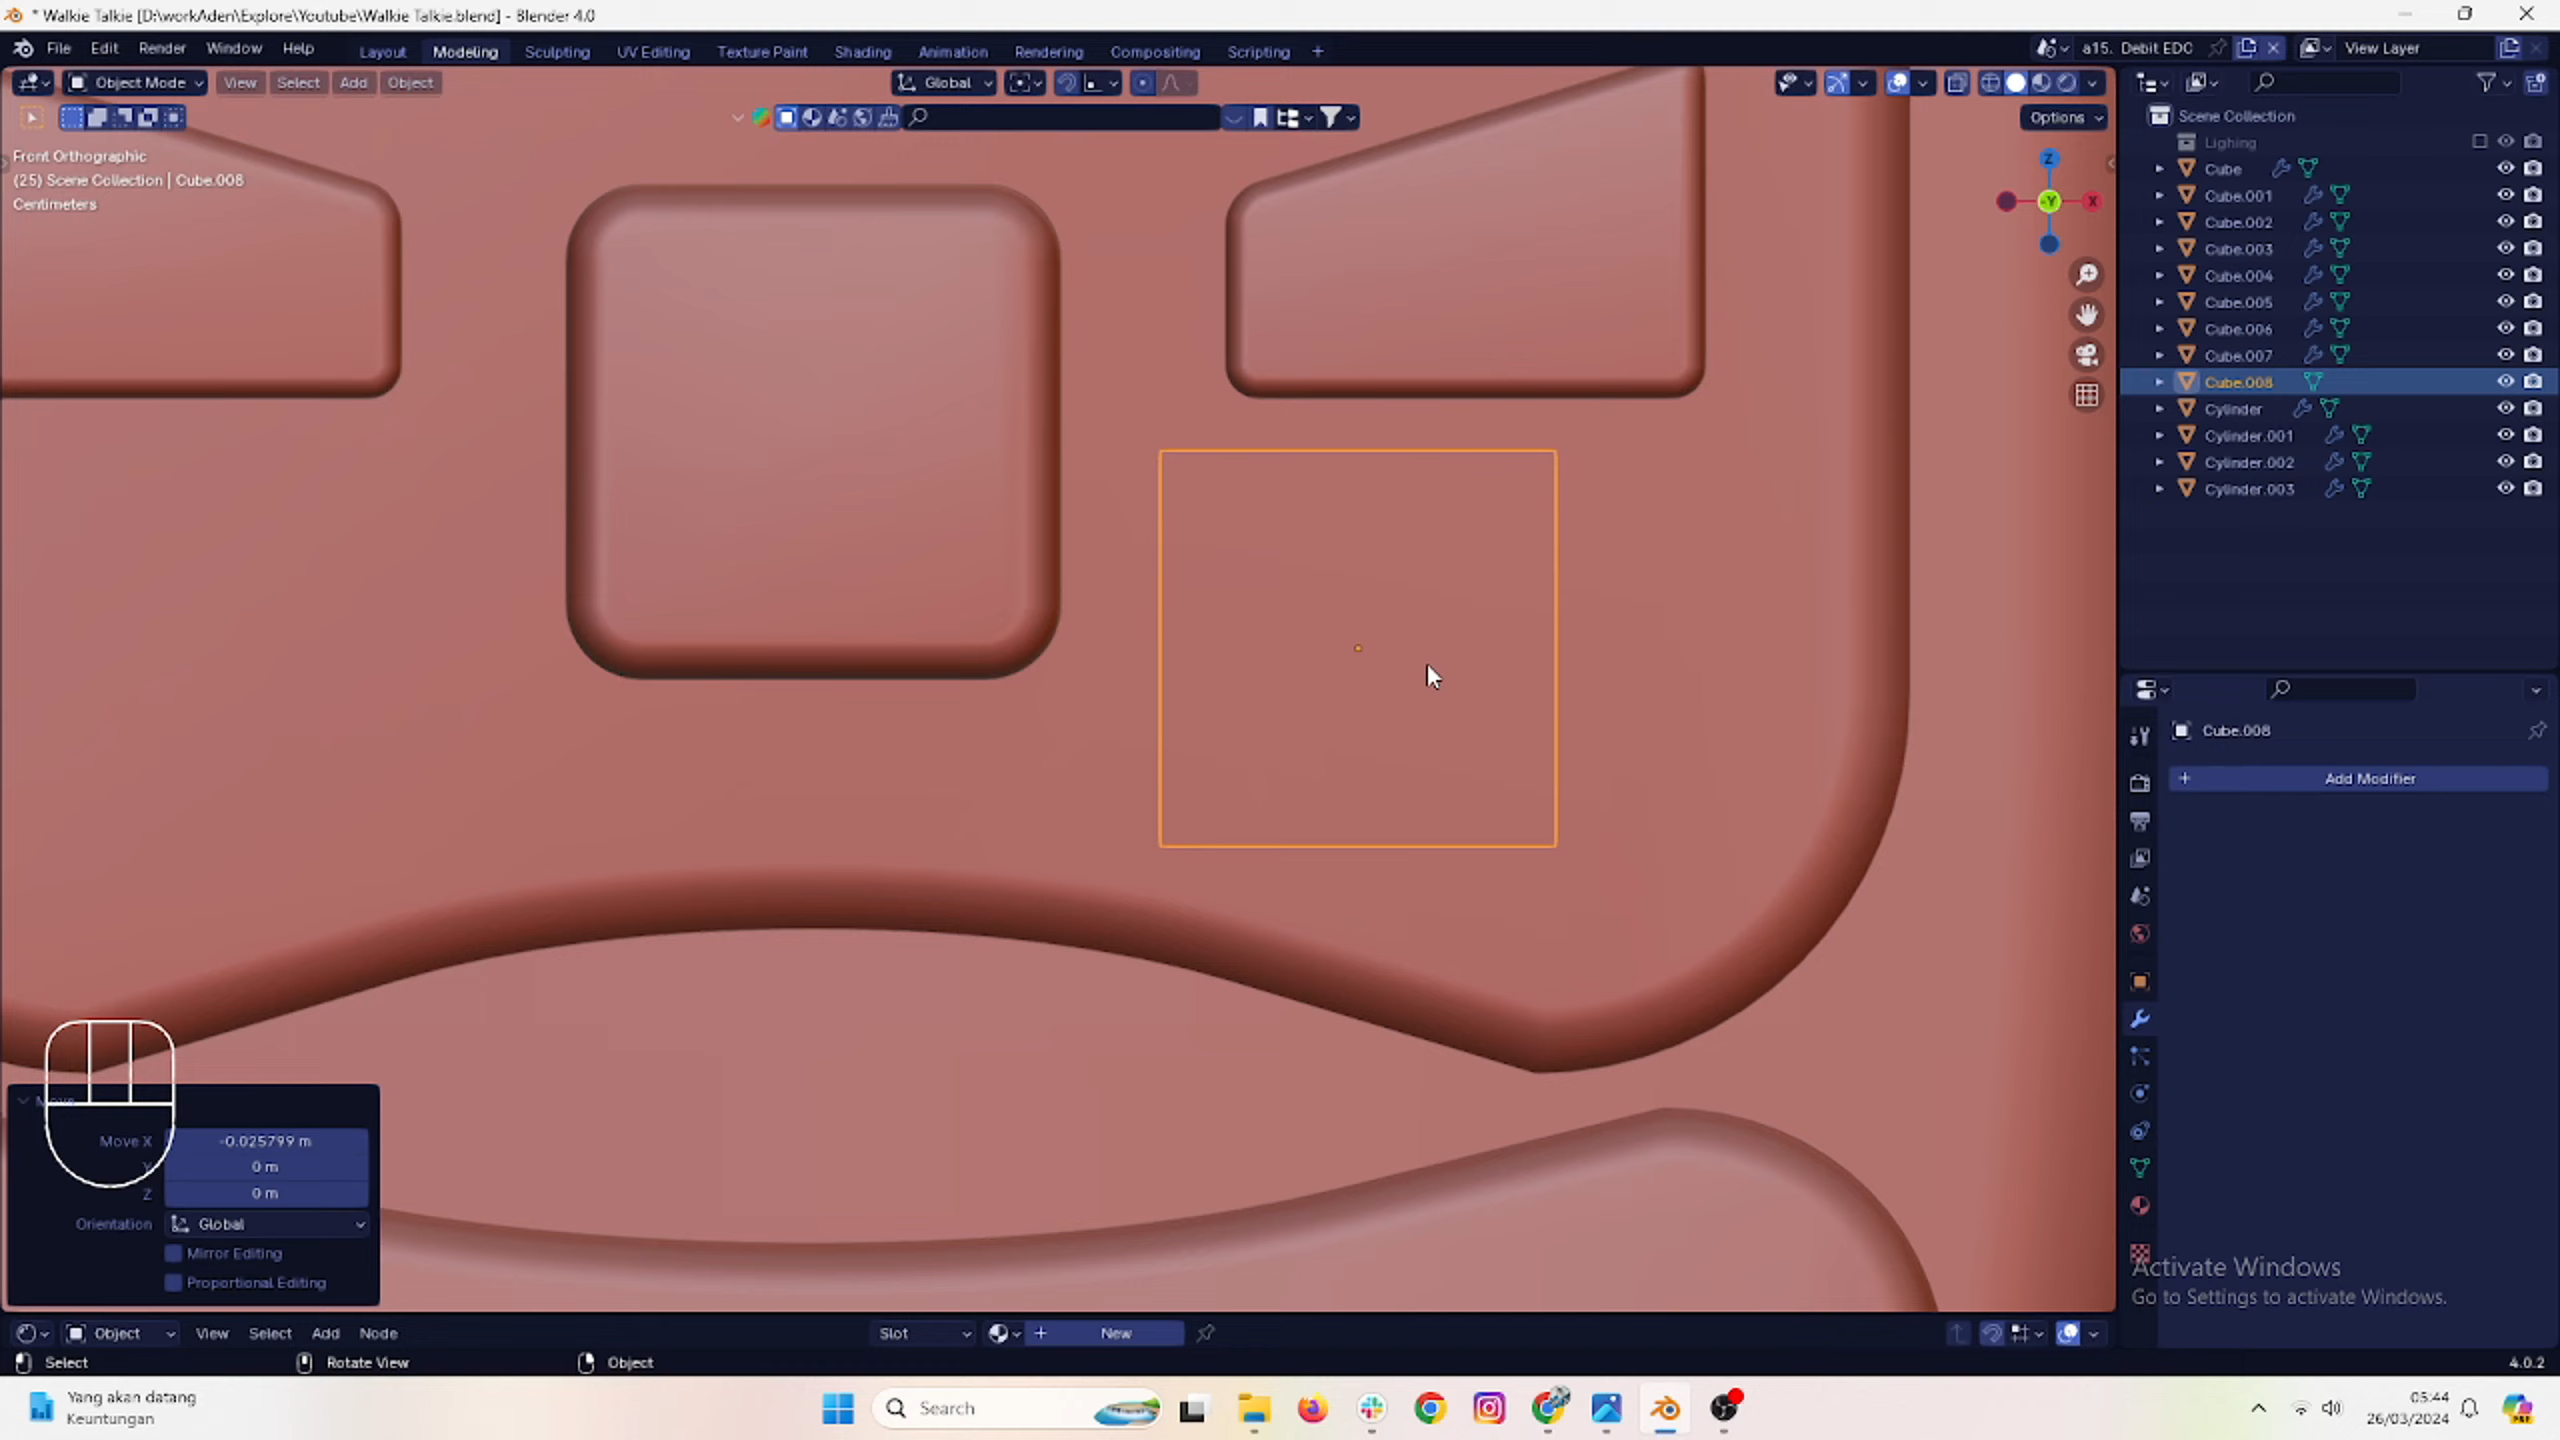 * Walkie Talkie [D:\workAden\Explore\Youtube\Walkie Talkie.blend] - Blender 4.0
File Edit Render Window Help Layout Modeling Sculpting UV Editing Texture Paint Shading Animation Rendering Compositing Scripting + a15. Debit EDC View Layer
Object Mode View Select Add Object Global
Options
Front Orthographic
(25) Scene Collection | Cube.008
Centimeters
Z
-Y
X
Scene Collection
Lighing
Cube
Cube.001
Cube.002
Cube.003
Cube.004
Cube.005
Cube.006
Cube.007
Cube.008
Cylinder
Cylinder.001
Cylinder.002
Cylinder.003
Cube.008
+ Add Modifier
Move X -0.025799 m
Y 0 m
Z 0 m
Orientation Global
Mirror Editing
Proportional Editing
Activate Windows
Go to Settings to activate Windows.
Object View Select Add Node Slot + New
Select Rotate View Object 4.0.2
Yang akan datang
Keuntungan
Search
05:44
26/03/2024